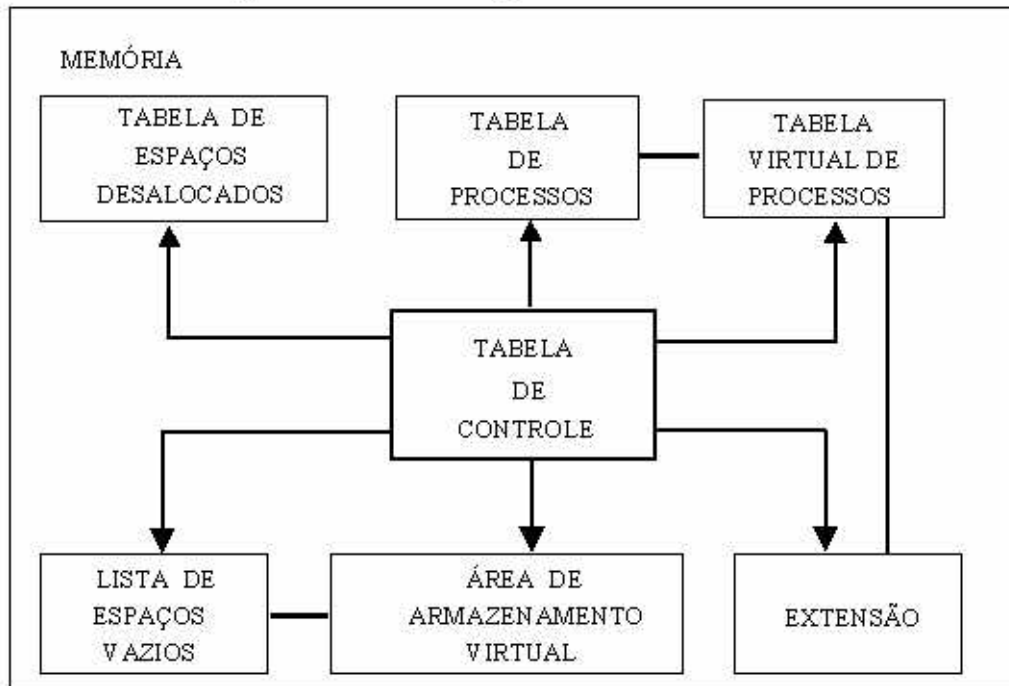 MEMÓRIA
TABELA DE
ESPAÇOS
DESALOCADOS
TABELA
DE
PROCESSOS
TABELA
VIRTUAL DE
PROCESSOS
TABELA
DE
CONTROLE
LISTA DE
ESPAÇOS
VAZIOS
ÁREA DE
ARMAZENAMENTO
VIRTUAL
EXTENSÃO